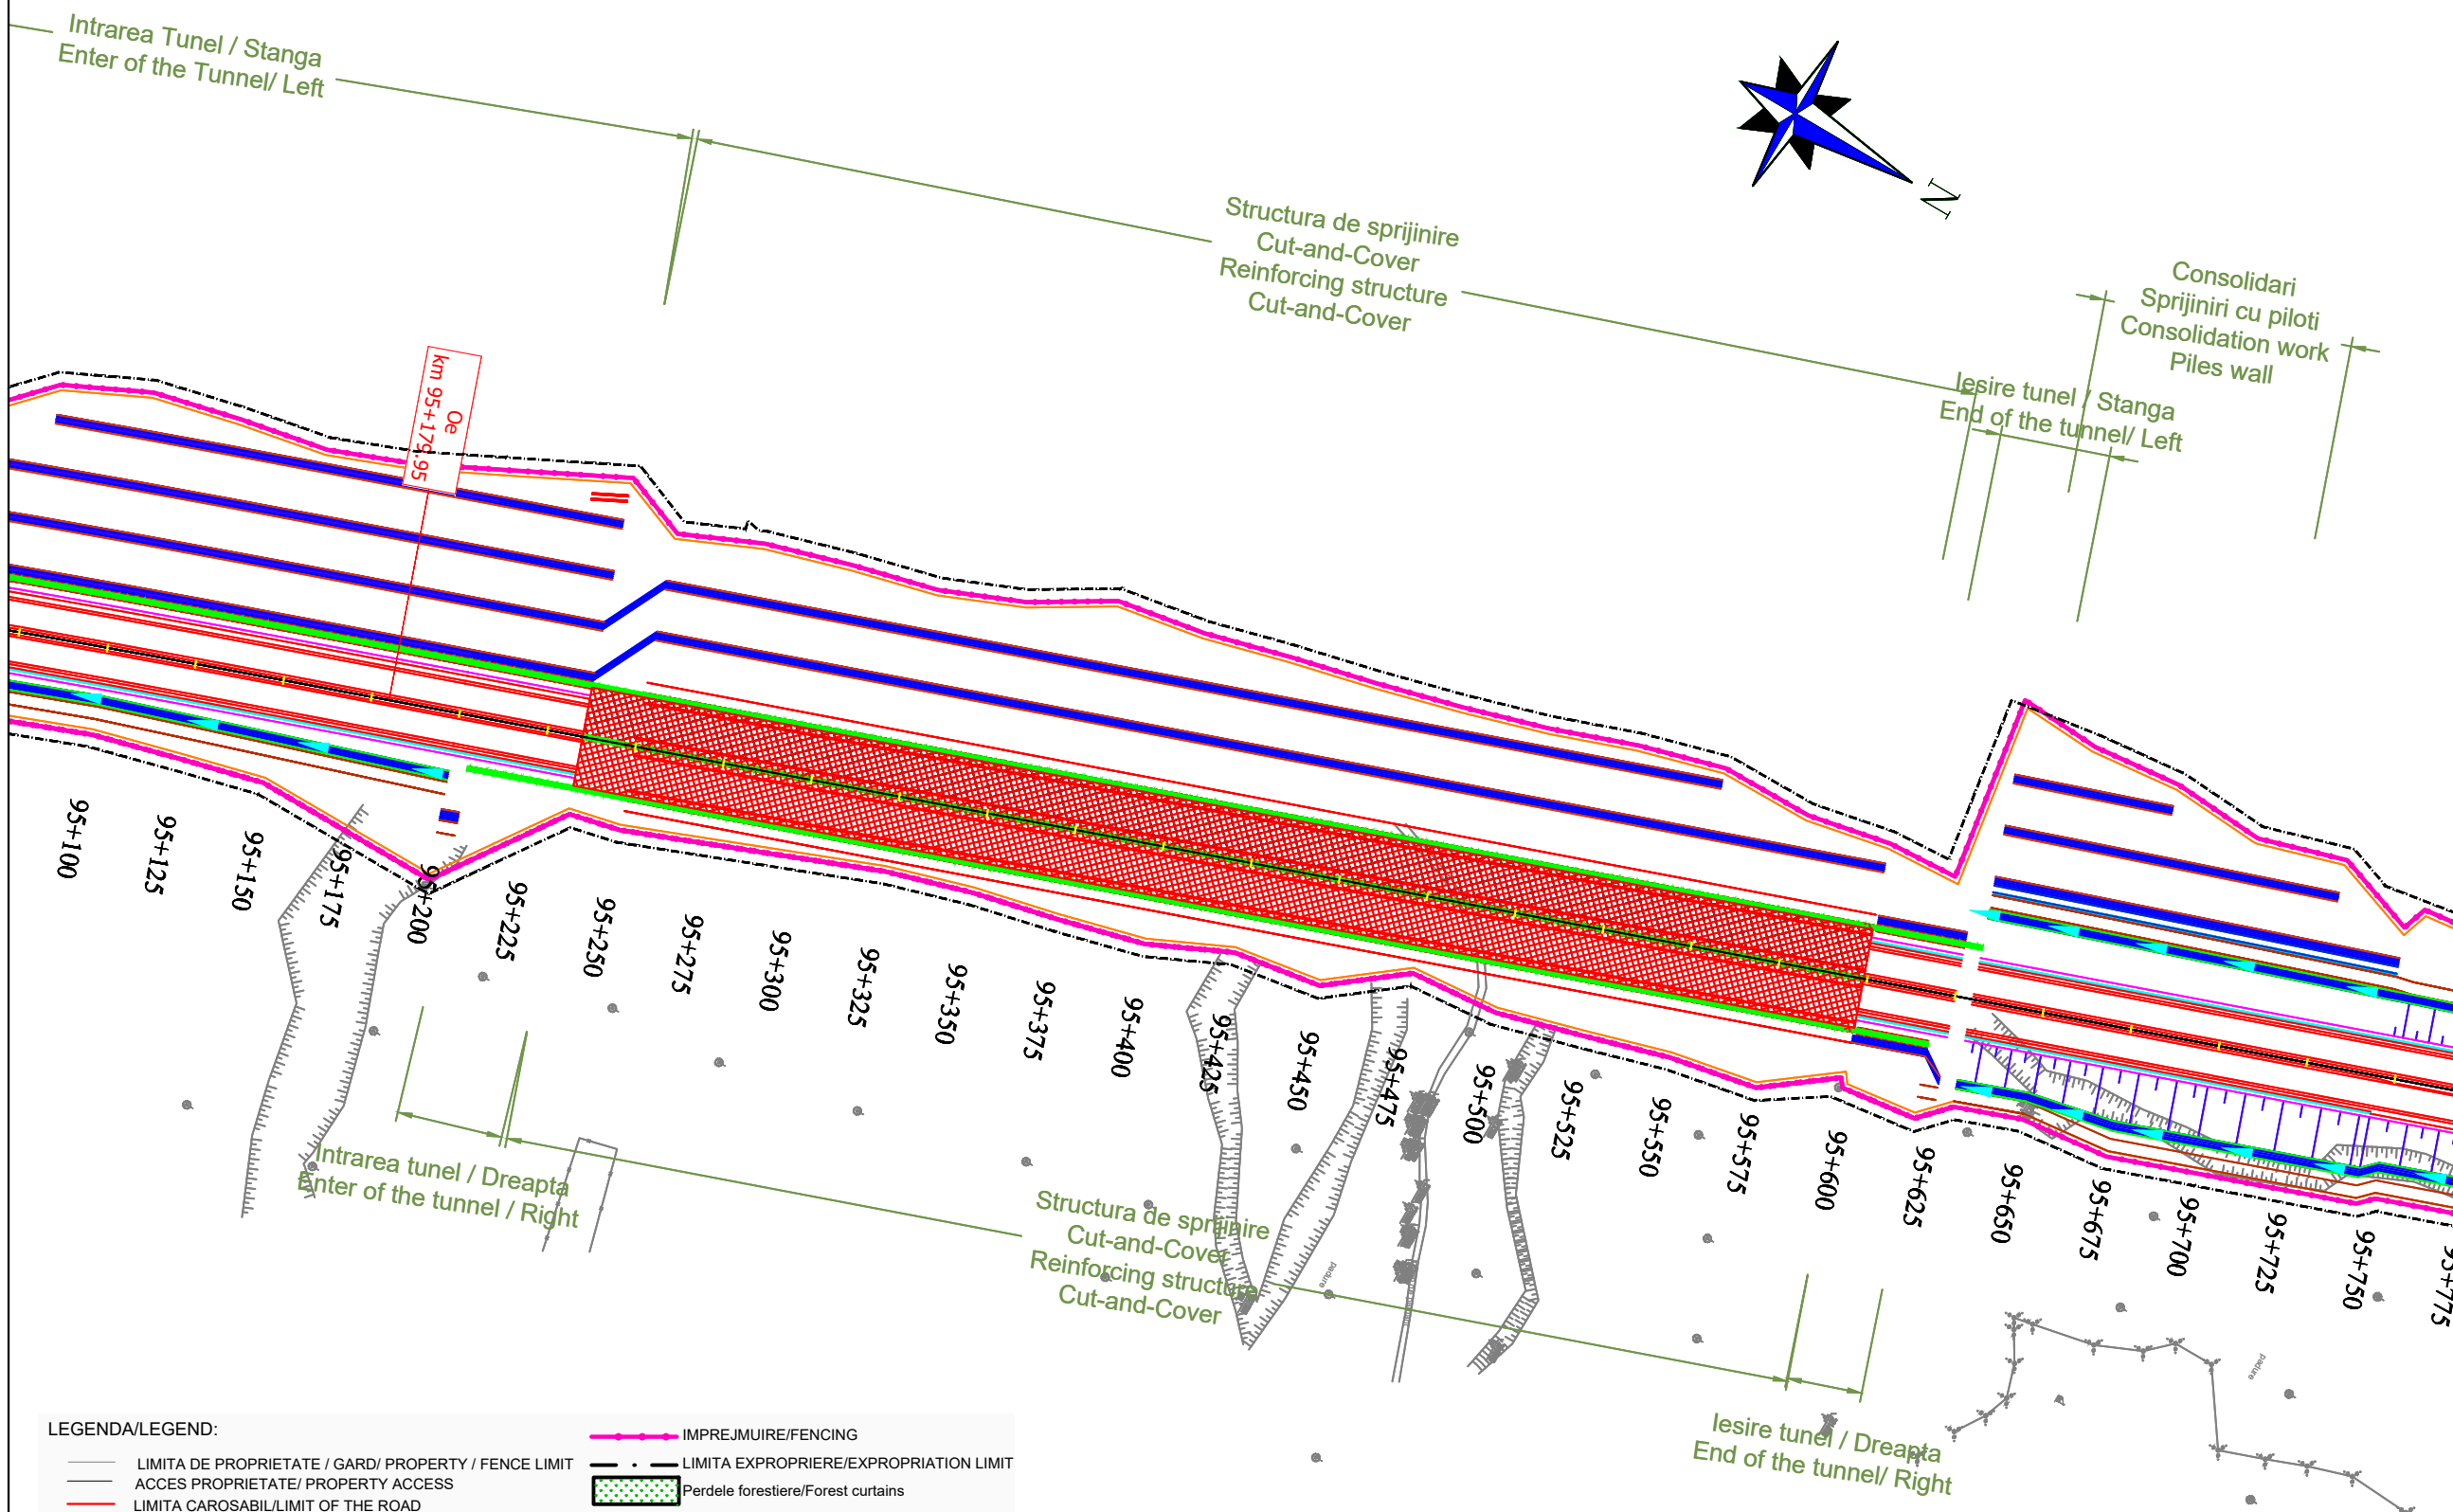 Intrarea Tunel / Stanga
Enter of the Tunnel/ Left
N
Structura de sprijinire
Cut-and-Cover
Reinforcing structure
Cut-and-Cover
Consolidari
Sprijiniri cu piloti
Consolidation work
Piles wall
Iesire tunel / Stanga
End of the tunnel/ Left
Oe
km 95+179.95
95+100
95+125
95+150
95+175
95+200
95+225
95+250
95+275
95+300
95+325
95+350
95+375
95+400
95+425
95+450
95+475
95+500
95+525
95+550
95+575
95+600
95+625
95+650
95+675
95+700
95+725
95+750
95+775
Intrarea tunel / Dreapta
Enter of the tunnel / Right
Structura de sprijinire
Cut-and-Cover
Reinforcing structure
Cut-and-Cover
padure
padure
Iesire tunel / Dreapta
End of the tunnel/ Right
LEGENDA/LEGEND:
LIMITA DE PROPRIETATE / GARD/ PROPERTY / FENCE LIMIT
ACCES PROPRIETATE/ PROPERTY ACCESS
LIMITA CAROSABIL/LIMIT OF THE ROAD
IMPREJMUIRE/FENCING
LIMITA EXPROPRIERE/EXPROPRIATION LIMIT
Perdele forestiere/Forest curtains